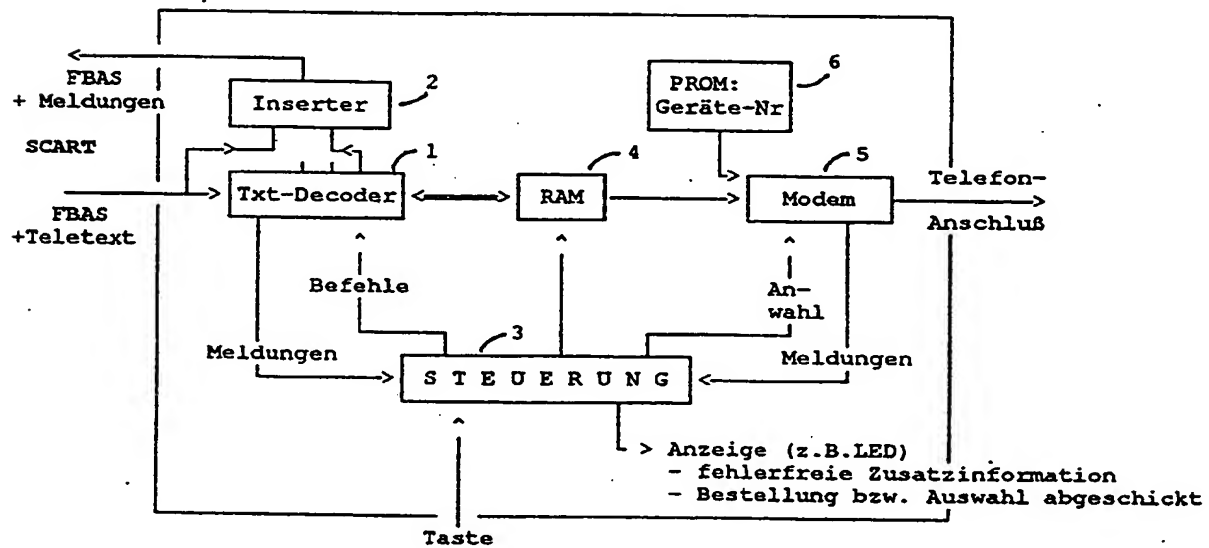 FBAS
+ Meldungen
SCART
FBAS
+Teletext
2
Inserter
1
Txt-Decoder
4
RAM
6
PROM:
Geräte-Nr
5
Modem
Telefon-
Anschluß
Befehle
An-
wahl
Meldungen
3
STEUERUNG
Meldungen
Anzeige (z.B.LED)
- fehlerfreie Zusatzinformation
- Bestellung bzw. Auswahl abgeschickt
Taste